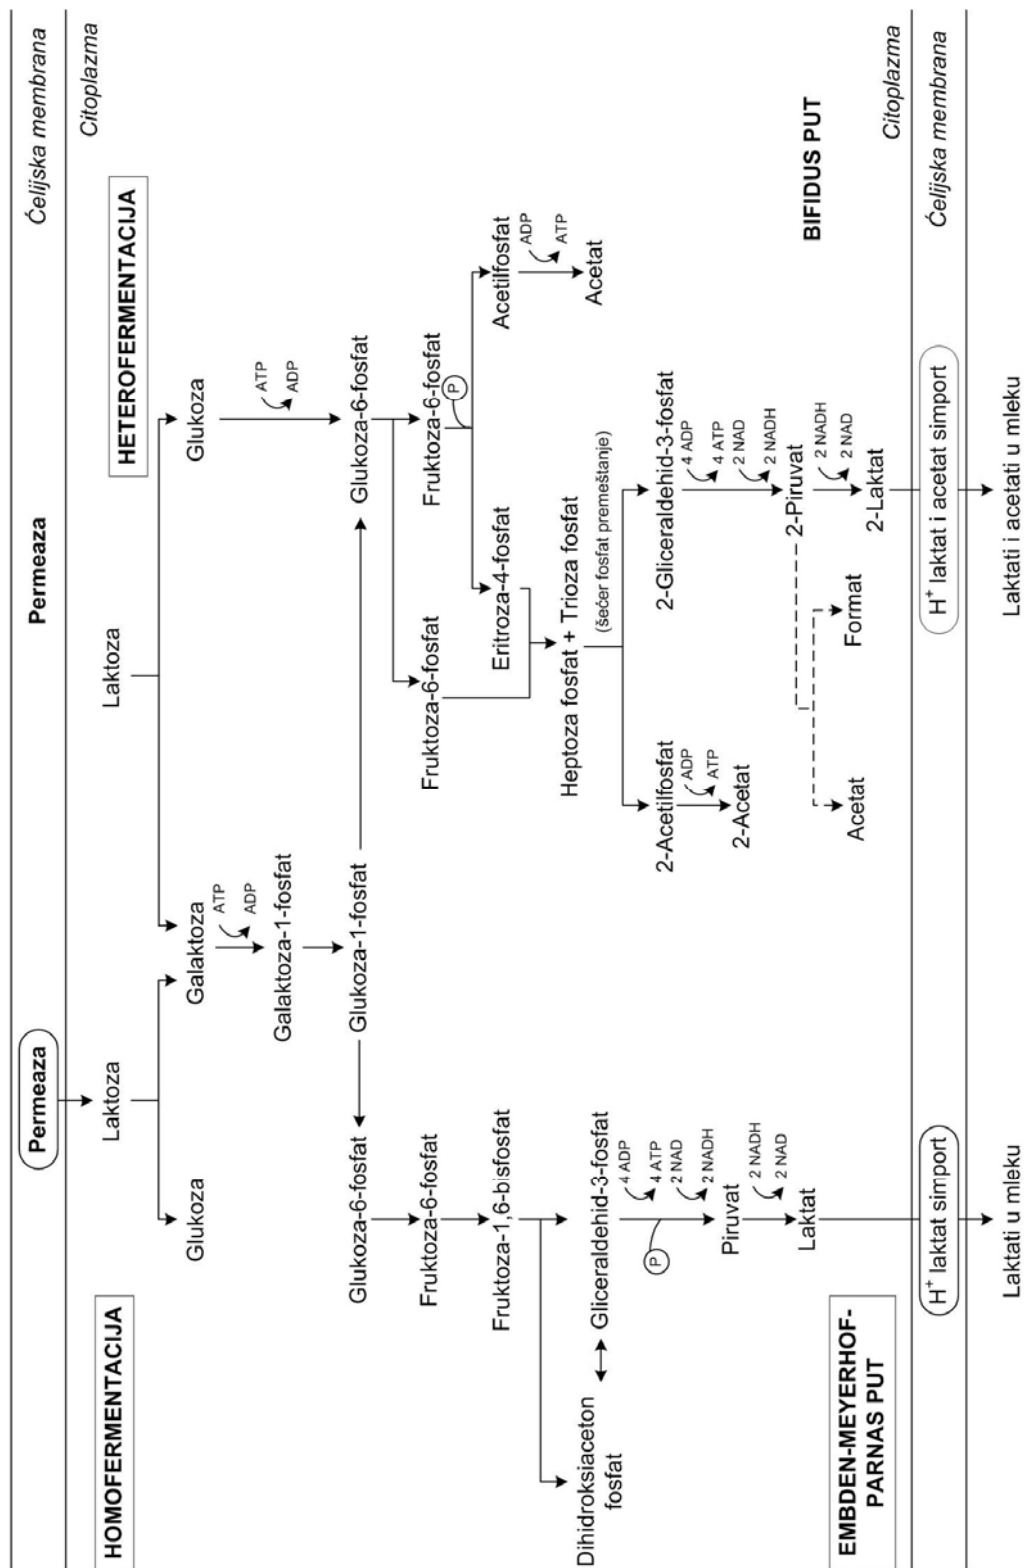 Ćelijska membrana
Permeaza
Permeaza
Citoplazma
HOMOFERMENTACIJA
HETEROFERMENTACIJA
Laktoza
Laktoza
Glukoza
Galaktoza
Glukoza
ATP
ADP
ATP
ADP
Galaktoza-1-fosfat
Glukoza-6-fosfat
Glukoza-1-fosfat
Glukoza-6-fosfat
Fruktoza-6-fosfat
Fruktoza-6-fosfat
Fruktoza-6-fosfat
P
Fruktoza-1,6-bisfosfat
Eritroza-4-fosfat
Acetilfosfat
ADP
ATP
Acetat
Dihidroksiaceton
fosfat
Gliceraldehid-3-fosfat
Heptoza fosfat + Trioza fosfat
(šećer fosfat premeštanje)
4 ADP
4 ATP
2 NAD
2 NADH
P
2-Acetilfosfat
ADP
ATP
2-Acetat
2-Gliceraldehid-3-fosfat
4 ADP
4 ATP
2 NAD
2 NADH
Piruvat
2 NADH
2 NAD
Laktat
2-Piruvat
2 NADH
2 NAD
Acetat
Format
2-Laktat
EMBDEN-MEYERHOF-
PARNAS PUT
BIFIDUS PUT
Citoplazma
H⁺ laktat simport
H⁺ laktat i acetat simport
Ćelijska membrana
Laktati u mleku
Laktati i acetati u mleku